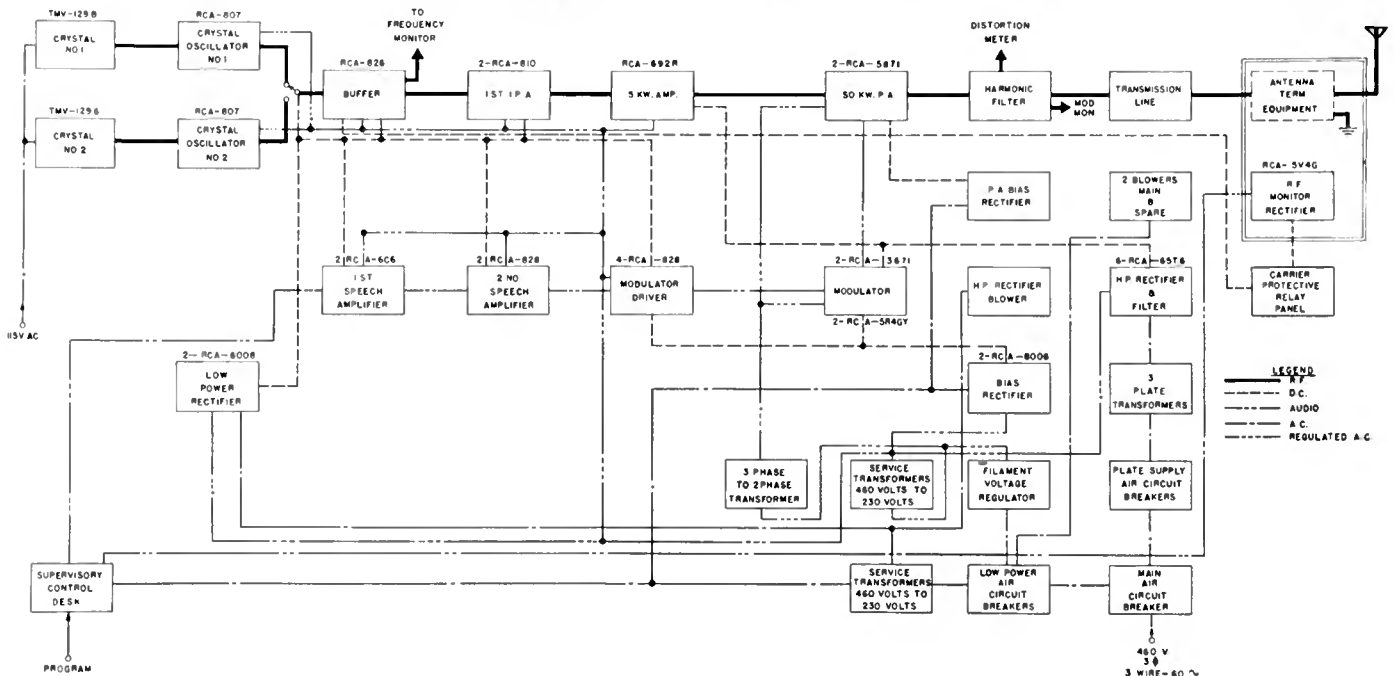 TMV-129B
CRYSTAL
NO.1
RCA-807
CRYSTAL
OSCILLATOR
NO.1
TO
FREQUENCY
MONITOR
RCA-826
BUFFER
2-RCA-810
1ST I.P.A
RCA-692R
5 KW. AMP.
2-RCA-5871
50 KW. P.A
DISTORTION
METER
HARMONIC
FILTER
MOD
MON
TRANSMISSION
LINE
ANTENNA
TERM
EQUIPMENT
TMV-129B
CRYSTAL
NO.2
RCA-807
CRYSTAL
OSCILLATOR
NO.2
115V.AC
P A BIAS
RECTIFIER
2 BLOWERS
MAIN
&
SPARE
RCA-5V4G
R F
MONITOR
RECTIFIER
2 RCA-6C6
1ST
SPEECH
AMPLIFIER
2 RCA-828
2 ND
SPEECH
AMPLIFIER
4-RCA-828
MODULATOR
DRIVER
2-RCA-3671
MODULATOR
2-RCA-5R4GY
H.P. RECTIFIER
BLOWER
6-RCA-65T6
H.P. RECTIFIER
&
FILTER
CARRIER
PROTECTIVE
RELAY
PANEL
2-RCA-8008
LOW
POWER
RECTIFIER
2-RCA-8008
BIAS
RECTIFIER
3
PLATE
TRANSFORMERS
LEGEND
R.F.
D.C.
AUDIO
A.C.
REGULATED A.C.
3 PHASE
TO 2 PHASE
TRANSFORMER
SERVICE
TRANSFORMERS
460 VOLTS TO
230 VOLTS
FILAMENT
VOLTAGE
REGULATOR
PLATE SUPPLY
AIR CIRCUIT
BREAKERS
SUPERVISORY
CONTROL
DESK
SERVICE
TRANSFORMERS
460 VOLTS TO
230 VOLTS
LOW POWER
AIR
CIRCUIT
BREAKERS
MAIN
AIR
CIRCUIT
BREAKER
PROGRAM
460 V
3 ϕ
3 WIRE-60 ~